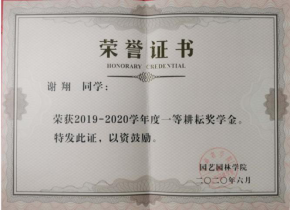 荣誉证书
HONORARY CREDENTIAL
谢翔 同学:
荣获2019-2020学年度一等耕耘奖学金。
特发此证，以资鼓励。
园艺园林学院
二〇二〇年六月